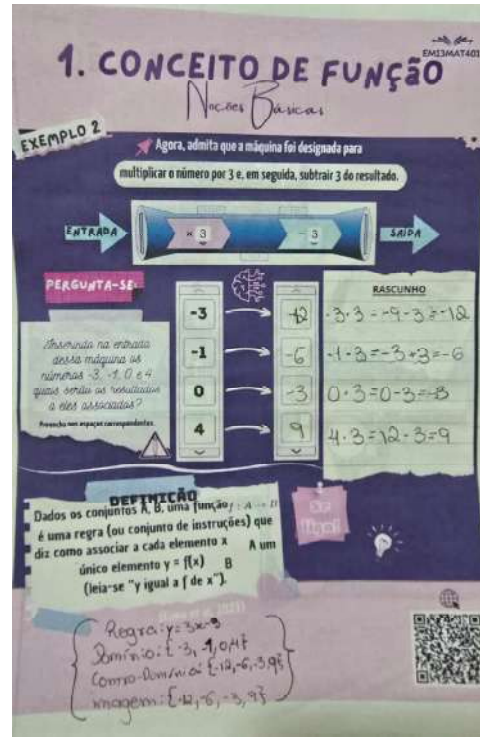 EM13MAT401
1. CONCEITO DE FUNÇÃO
Noções Básicas
EXEMPLO 2
Agora, admita que a máquina foi designada para
multiplicar o número por 3 e, em seguida, subtrair 3 do resultado.
ENTRADA
× 3
- 3
SAÍDA
PERGUNTA-SE:
Inserindo na entrada
dessa máquina os
números -3, -1, 0 e 4,
quais serão os resultados
a eles associados?
Preencha nos espaços correspondentes.
-3
-12
-1
-6
0
-3
4
9
RASCUNHO
-3·3=-9-3=-12
-1·3=-3+3=-6
0·3=0-3=-3
4·3=12-3=9
DEFINIÇÃO
Dados os conjuntos A, B, uma função f : A → B
é uma regra (ou conjunto de instruções) que
diz como associar a cada elemento x A um
único elemento y = f(x) B
(leia-se "y igual a f de x").
Regra: y=3x-3
Domínio: {-3,-1,0,4}
Contra-Domínio: {-12,-6,-3,9}
imagem: {-12,-6,-3,9}